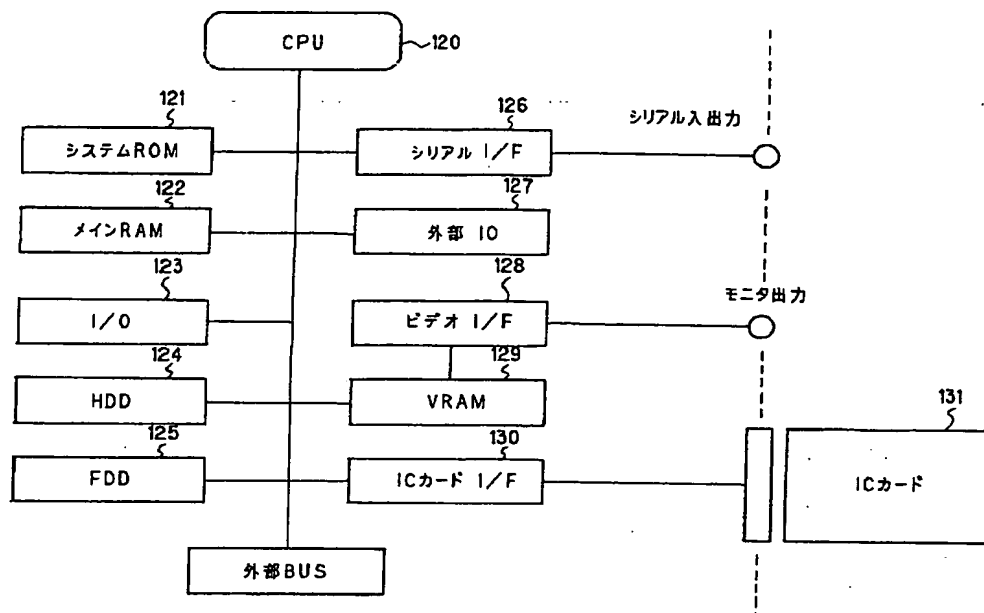 CPU
120
121
システムROM
126
シリアル I/F
シリアル入出力
122
メインRAM
127
外部 IO
123
I/O
128
ビデオ I/F
モニタ出力
124
HDD
129
VRAM
125
FDD
130
ICカード I/F
131
ICカード
外部BUS